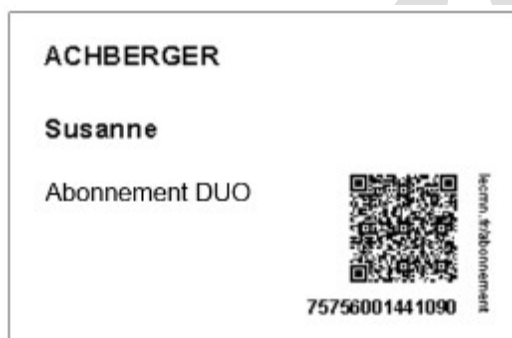 ACHBERGER
Susanne
Abonnement DUO
lecmn.fr/abonnement
75756001441090